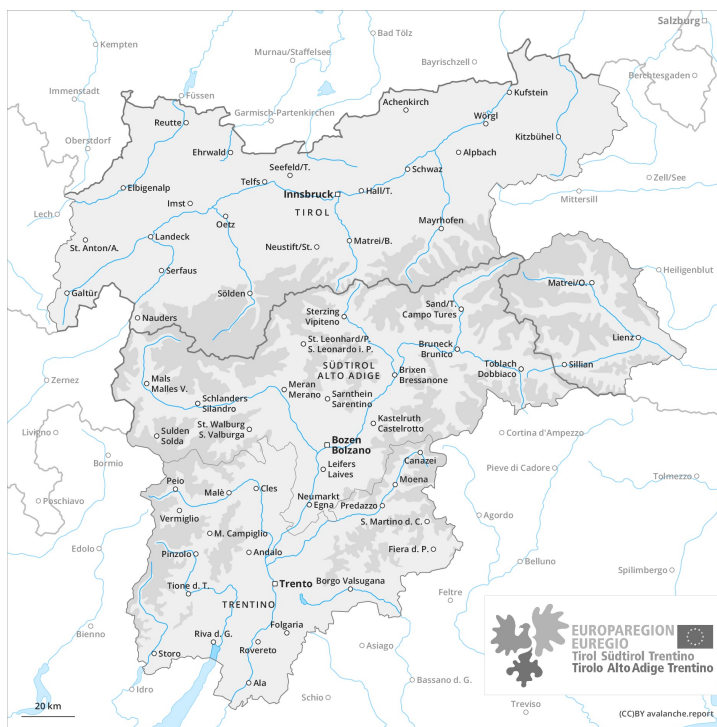 Salzburg
Kempten
Bad Tölz
Murnau/Staffelsee
Bayrischzell
Berchtesgaden
Immenstadt
Füssen
Kufstein
Garmisch-Partenkirchen
Achenkirch
Reutte
Wörgl
Oberstdorf
Kitzbühel
Ehrwald
Alpbach
Seefeld/T.
Schwaz
Telfs
Zell/See
Elbigenalp
Innsbruck
Hall/T.
Mittersill
Imst
TIROL
Lech
Oetz
Mayrhofen
Landeck
St. Anton/A.
Neustift/St.
Matrei/B.
Serfaus
Heiligenblut
Matrei/O.
Galtür
Sölden
Sand/T.
Campo Tures
Nauders
Sterzing
Vipiteno
Lienz
St. Leonhard/P.
S. Leonardo i. P.
Bruneck
Brunico
SÜDTIROL
ALTO ADIGE
Toblach
Dobbiaco
Sillian
Brixen
Bressanone
Zernez
Mals
Malles V.
Meran
Merano
Schlanders
Silandro
Sarnthein
Sarentino
Kastelruth
Castelrotto
St. Walburg
S. Valburga
Livigno
Sulden
Solda
Bozen
Bolzano
Cortina d'Ampezzo
Bormio
Canazei
Leifers
Laives
Pieve di Cadore
Tolmezzo
Peio
Moena
Poschiavo
Malè
Cles
Neumarkt
Egna
Predazzo
Vermiglio
S. Martino d. C.
Agordo
M. Campiglio
Edolo
Pinzolo
Andalo
Fiera d. P.
Belluno
Spilimbergo
Tione d. T.
Trento
Borgo Valsugana
Feltre
TRENTINO
Folgaria
Bienno
Riva d. G.
Rovereto
Asiago
Storo
Bassano d. G.
Ala
Idro
Schio
Treviso
EUROPAREGION
EUREGIO
Tirol Südtirol Trentino
Tirolo Alto Adige Trentino
20 km
(CC)BY avalanche.report